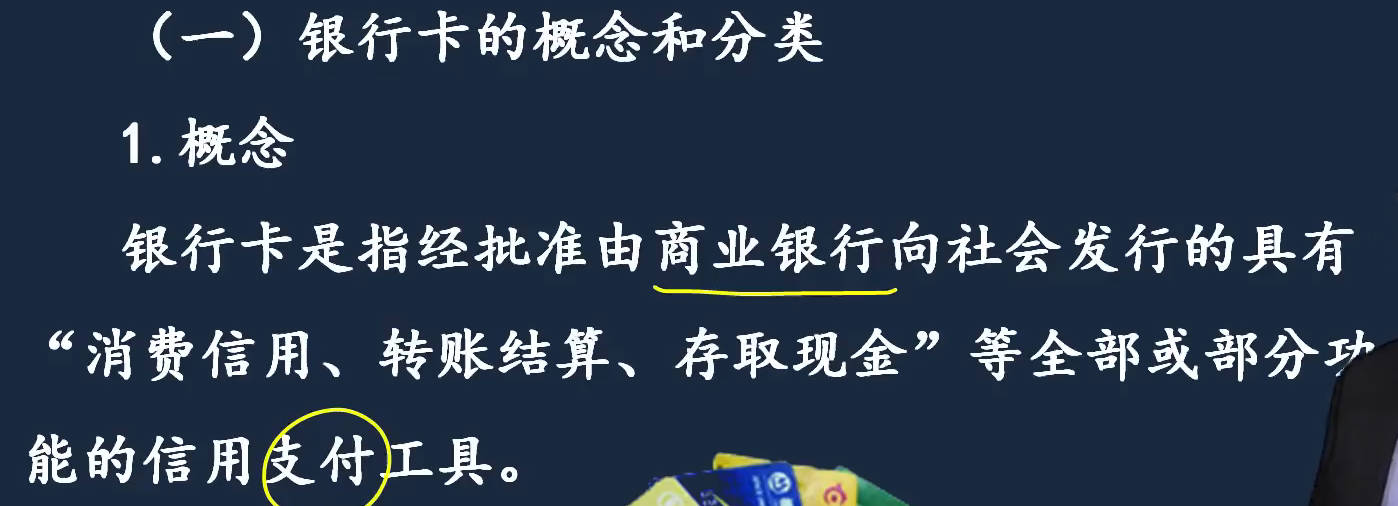 （一）银行卡的概念和分类
1.概念
银行卡是指经批准由商业银行向社会发行的具有
“消费信用、转账结算、存取现金”等全部或部分功
能的信用支付工具。